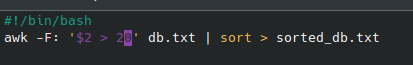 #!/bin/bash
awk -F: '$2 > 20' db.txt | sort > sorted_db.txt